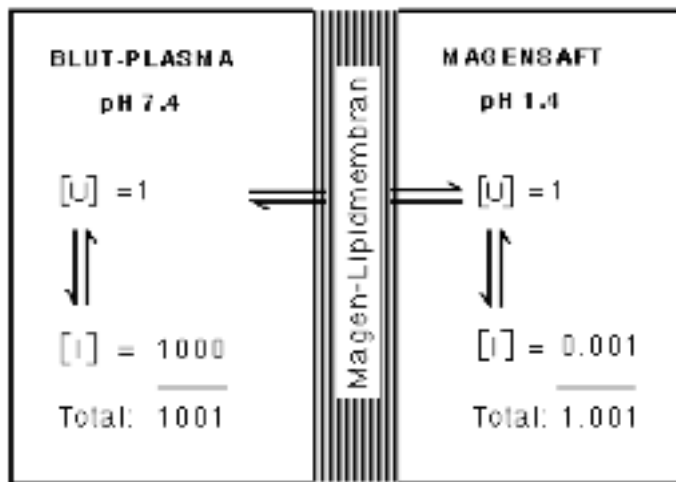 BLUT-PLASMA
pH 7.4
[U] = 1
[I] = 1000
Total: 1001
Magen-Lipidmembran
MAGENSAFT
pH 1.4
[U] = 1
[I] = 0.001
Total: 1.001